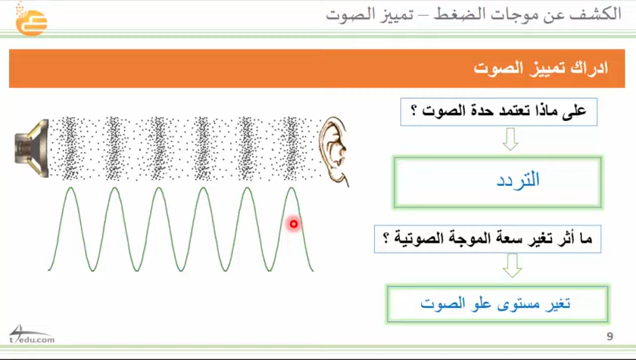 الكشف عن موجات الضغط – تمييز الصوت
ادراك تمييز الصوت
على ماذا تعتمد حدة الصوت ؟
التردد
ما أثر تغير سعة الموجة الصوتية ؟
تغير مستوى علو الصوت
t4edu.com
9